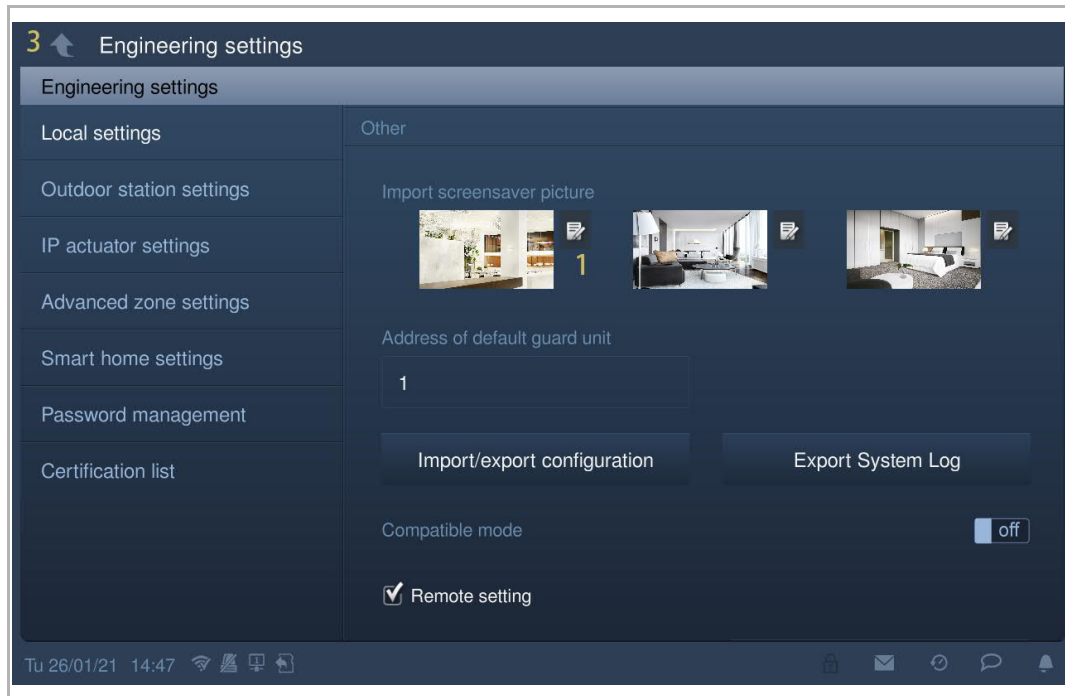 3 Engineering settings
Engineering settings
Local settings
Other
Outdoor station settings
Import screensaver picture
IP actuator settings
1
Advanced zone settings
Address of default guard unit
Smart home settings
1
Password management
Import/export configuration
Export System Log
Certification list
Compatible mode
off
Remote setting
Tu 26/01/21 14:47